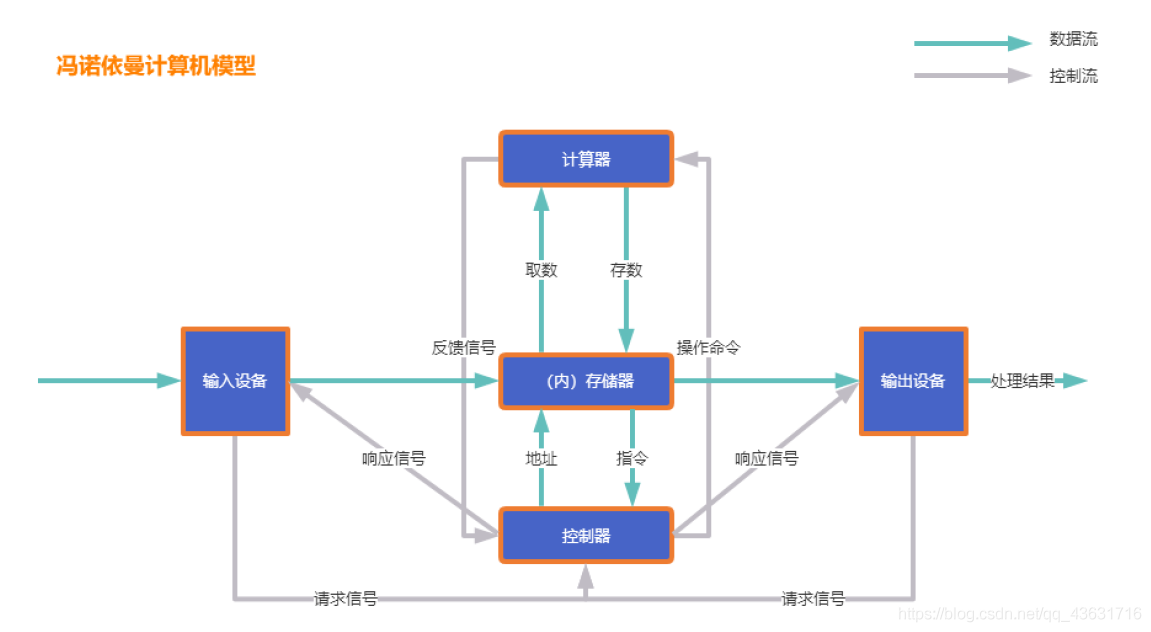 冯诺依曼计算机模型
数据流
控制流
计算器
取数
存数
反馈信号
操作命令
输入设备
（内）存储器
输出设备
处理结果
响应信号
地址
指令
响应信号
控制器
请求信号
请求信号
https://blog.csdn.net/qq_43631716